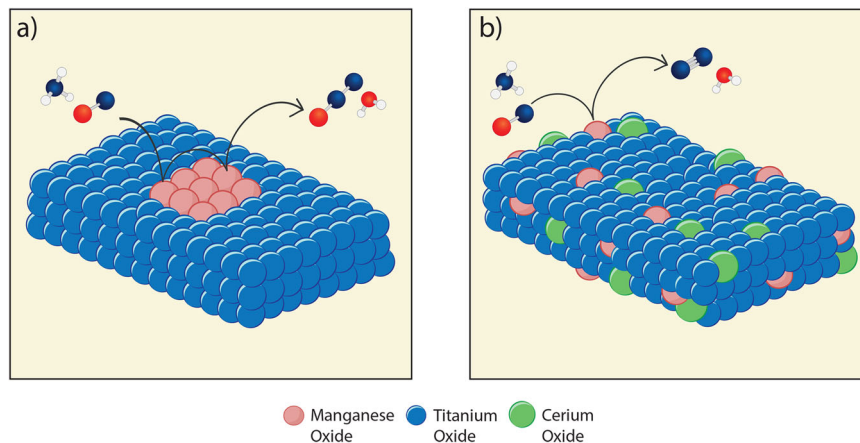 a)
b)
Manganese
Oxide
Titanium
Oxide
Cerium
Oxide